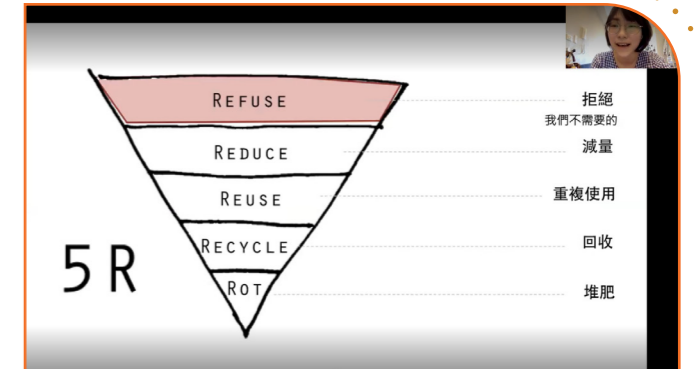 REFUSE
拒絕
我們不需要的
REDUCE
減量
REUSE
重複使用
RECYCLE
回收
ROT
堆肥
5R